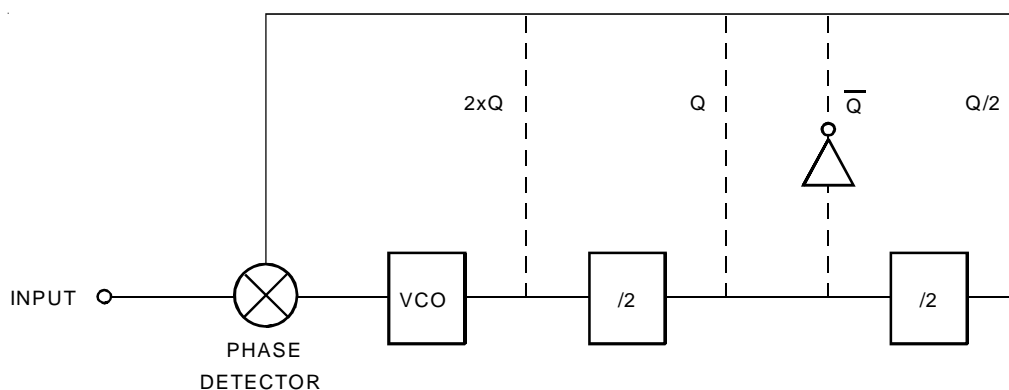 2xQ
Q
Q̅
Q/2
INPUT
VCO
/2
/2
PHASE
DETECTOR